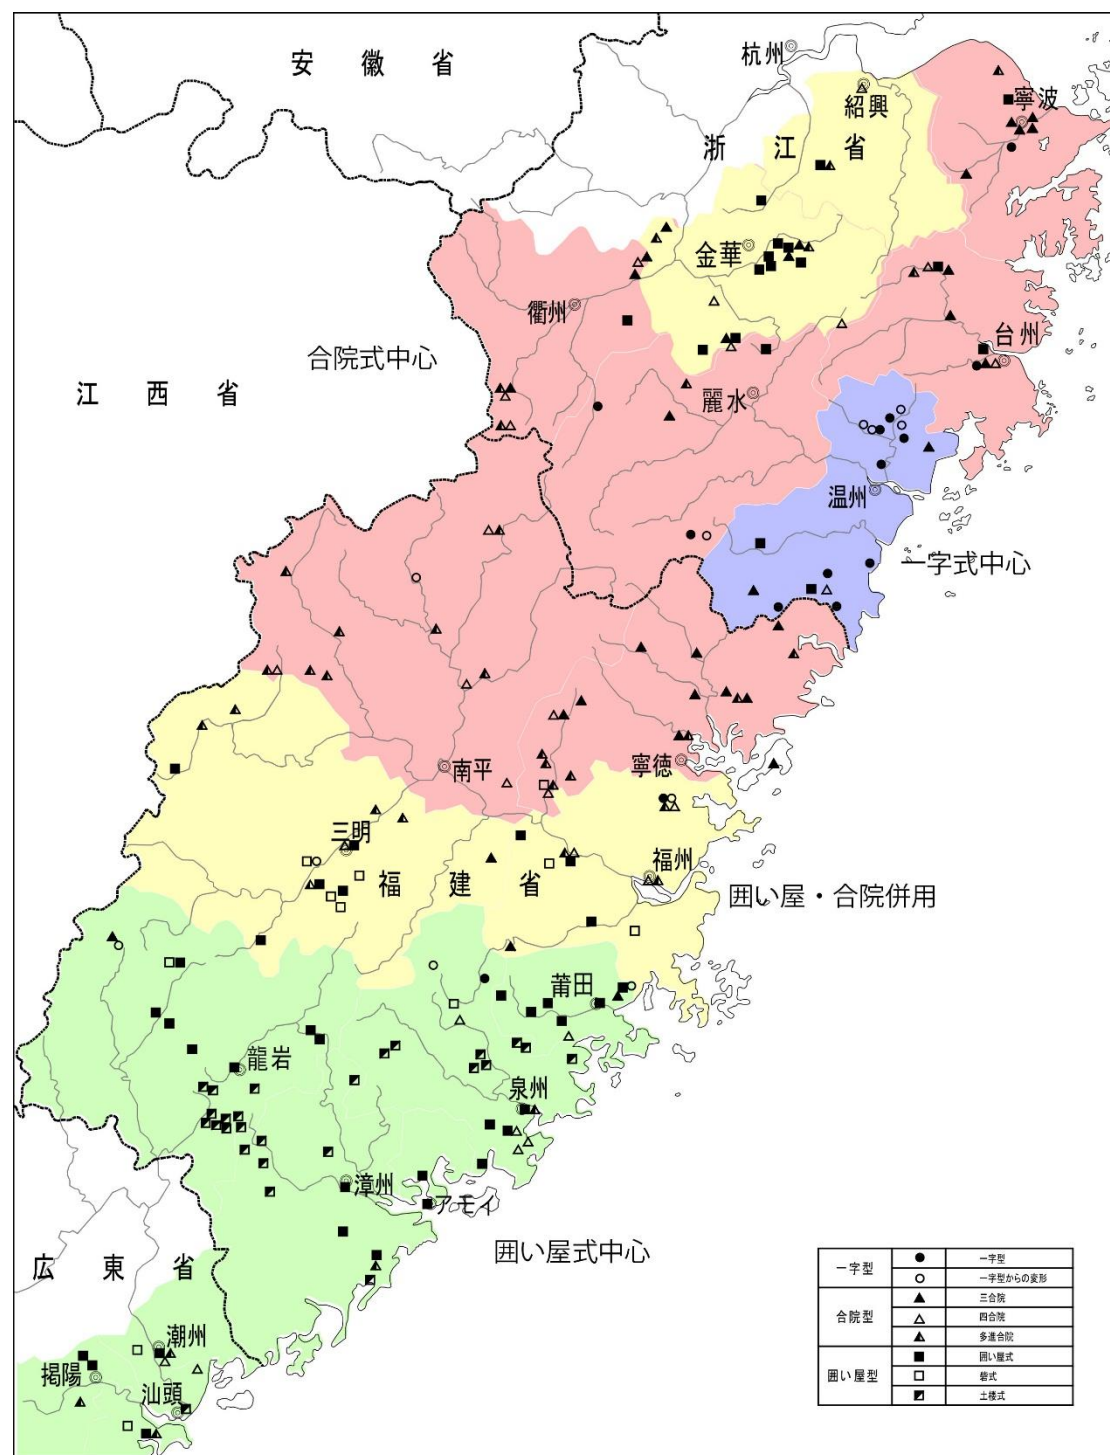 安徽省
杭州
紹興
寧波
浙江省
金華
衢州
台州
合院式中心
江西省
麗水
温州
一字式中心
南平
寧徳
三明
福建省
福州
囲い屋・合院併用
莆田
龍岩
泉州
漳州
アモイ
囲い屋式中心
広東省
潮州
掲陽
汕頭
一字型
一字型
一字型からの変形
合院型
三合院
四合院
多進合院
囲い屋型
囲い屋式
砦式
土楼式